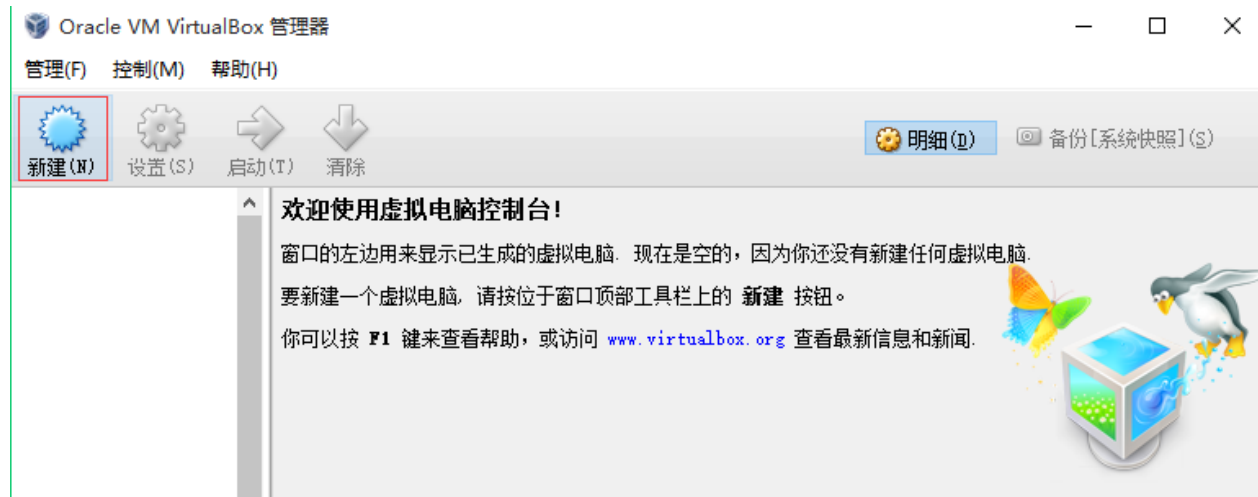 Oracle VM VirtualBox 管理器
管理(F) 控制(M) 帮助(H)
新建(N) 设置(S) 启动(T) 清除 明细(D) 备份[系统快照](S)
欢迎使用虚拟电脑控制台!
窗口的左边用来显示已生成的虚拟电脑. 现在是空的，因为你还没有新建任何虚拟电脑.
要新建一个虚拟电脑, 请按位于窗口顶部工具栏上的 新建 按钮。
你可以按 F1 键来查看帮助，或访问 www.virtualbox.org 查看最新信息和新闻.